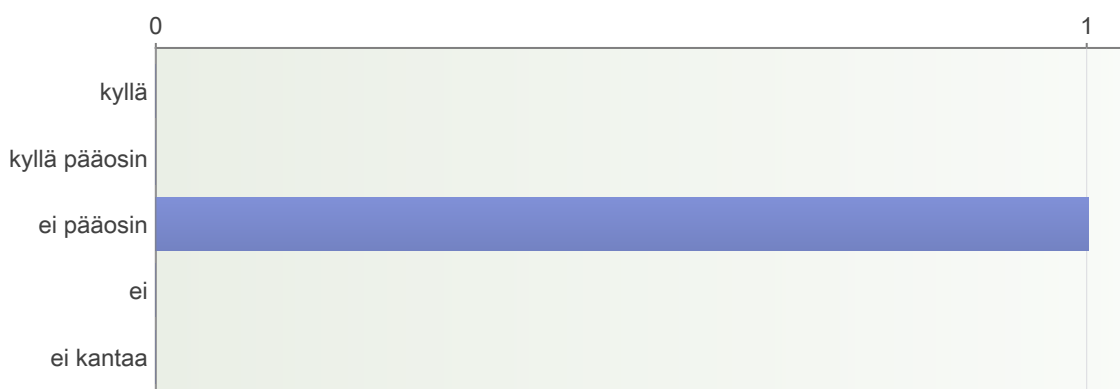 0 1
kyllä
kyllä pääosin
ei pääosin
ei
ei kantaa